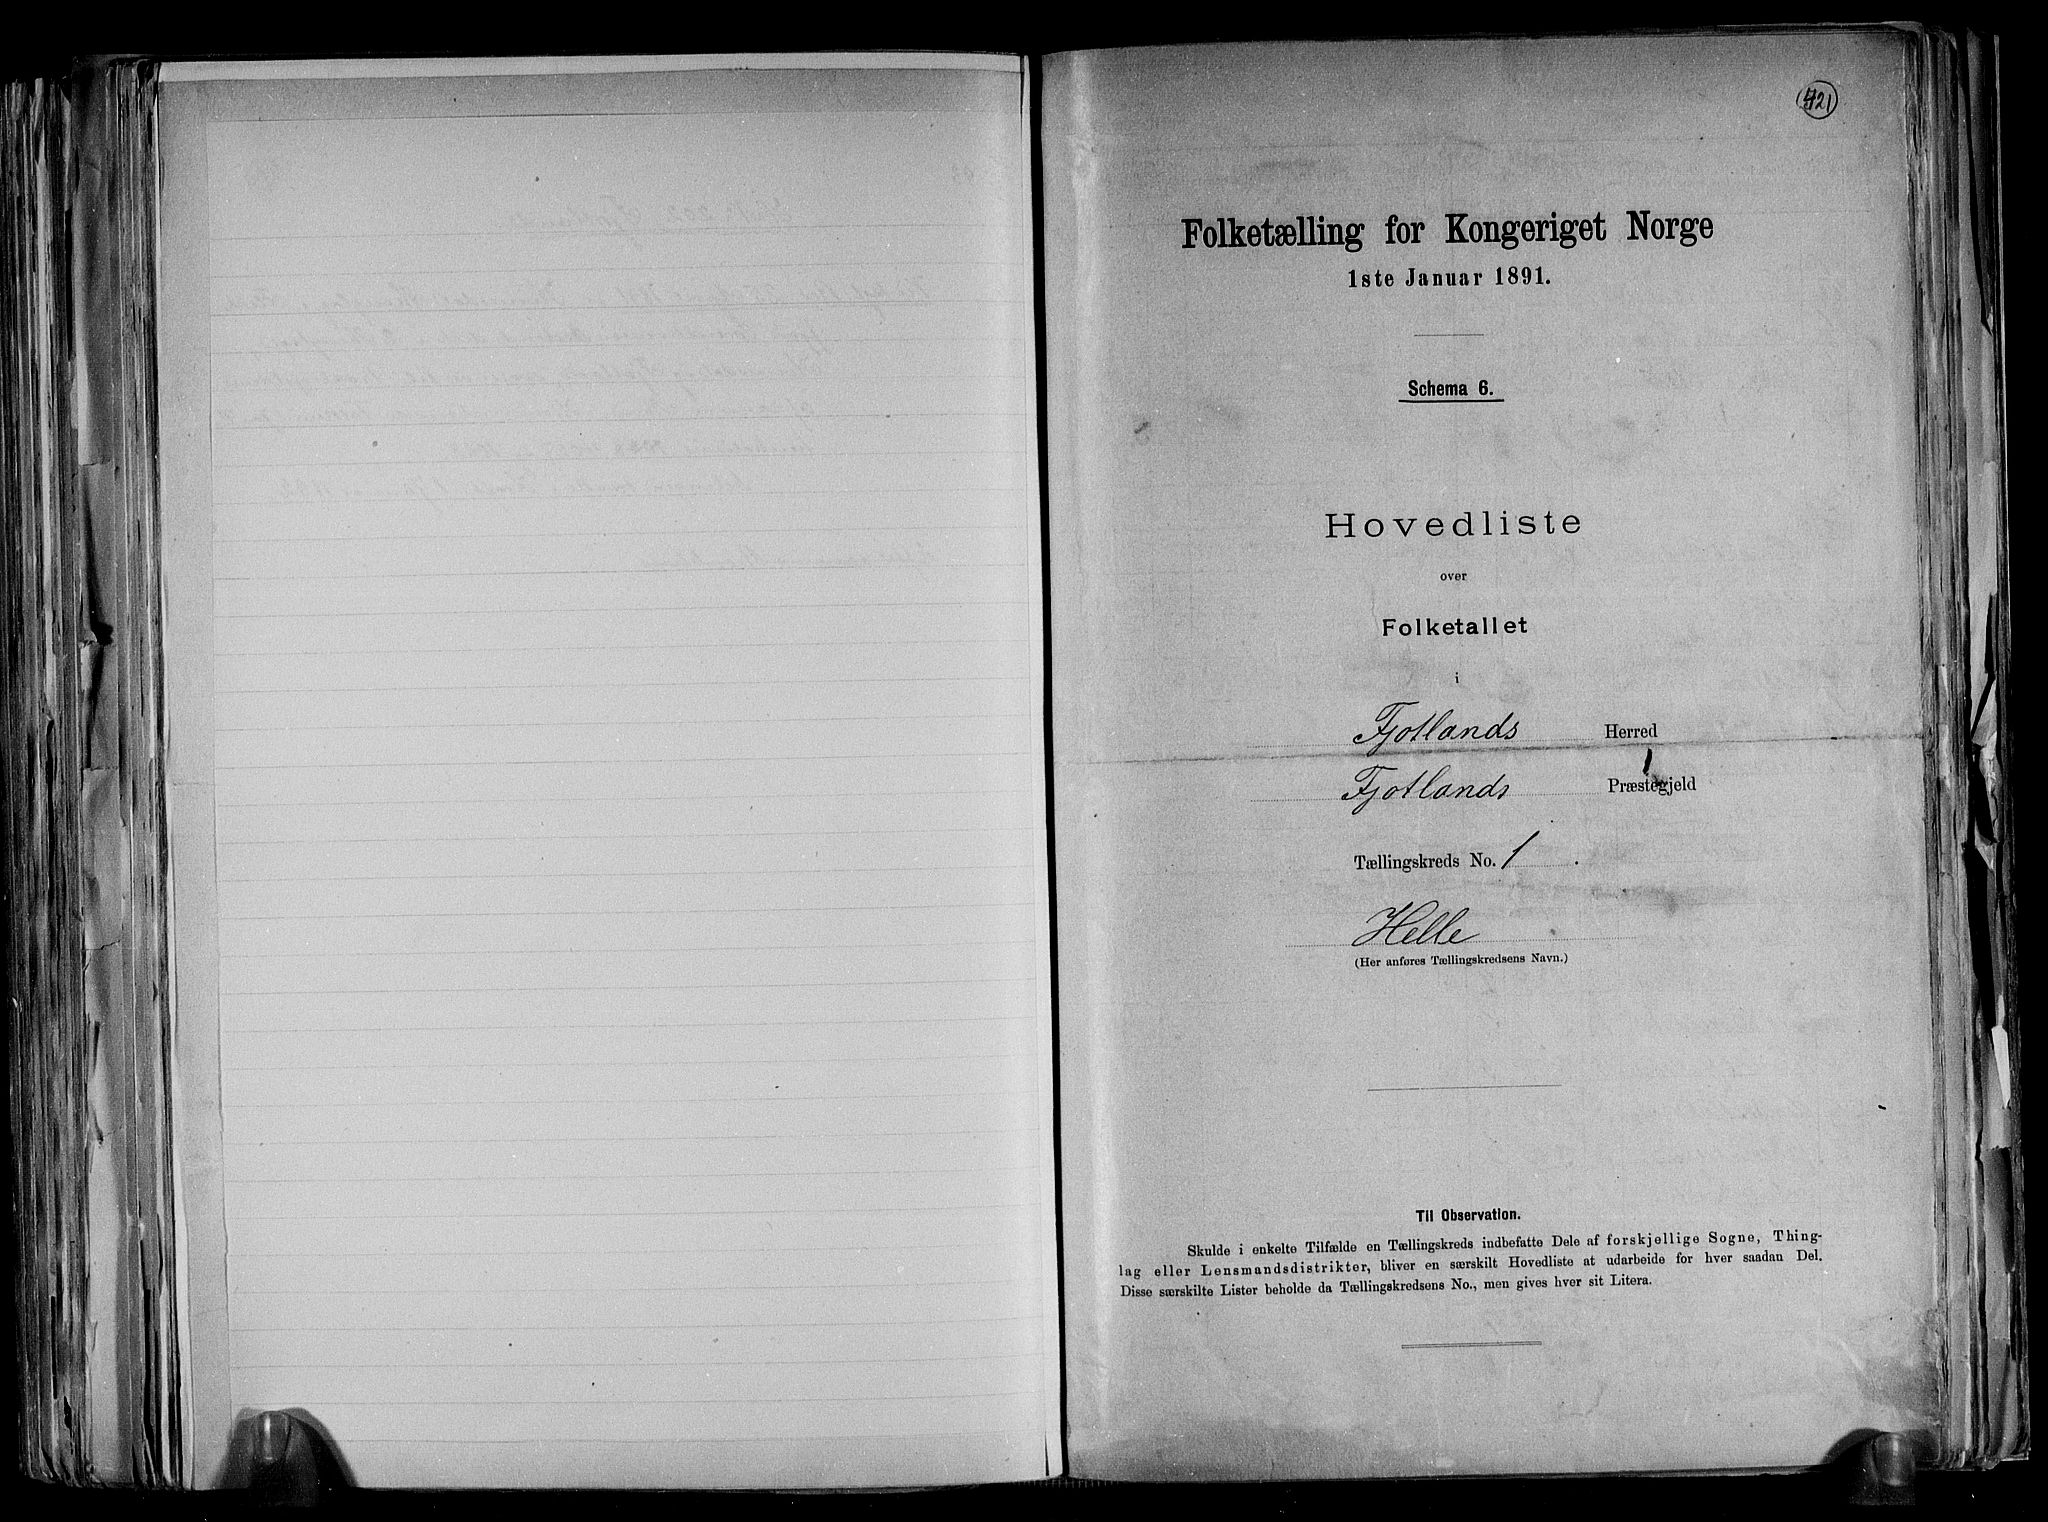 421
Folketælling for Kongeriget Norge
1ste Januar 1891.
Schema 6.
Hovedliste
over
Folketallet
i
Fjotlands Herred
1
Fjotlands Præstegjeld
Tællingskreds No. 1.
Helle
(Her anføres Tællingskredsens Navn.)
Til Observation.
Skulde i enkelte Tilfælde en Tællingskreds indbefatte Dele af forskjellige Sogne, Thing-
lag eller Lensmandsdistrikter, bliver en særskilt Hovedliste at udarbeide for hver saadan Del.
Disse særskilte Lister beholde da Tællingskredsens No., men gives hver sit Litera.